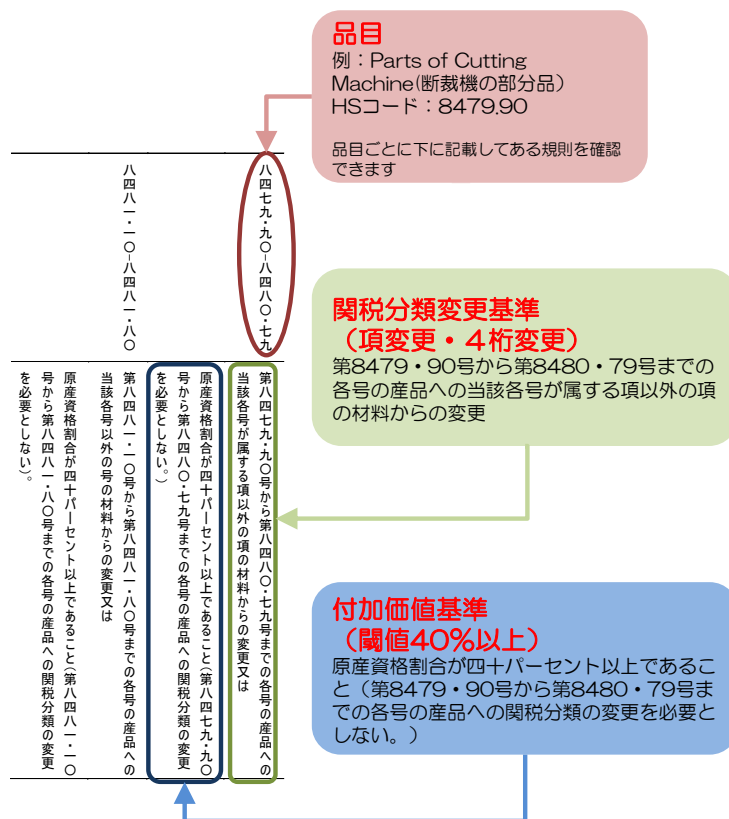 品目
例：Parts of Cutting
Machine(断裁機の部分品)
HSコード：8479.90
品目ごとに下に記載してある規則を確認
できます
八四七九・九〇―八四八〇・七九
八四八一・一〇―八四八一・八〇
関税分類変更基準
（項変更・４桁変更）
第8479・90号から第8480・79号までの
各号の産品への当該各号が属する項以外の項
の材料からの変更
第八四七九・九〇号から第八四八〇・七九号までの各号の産品への
当該各号が属する項以外の項の材料からの変更又は
原産資格割合が四十パーセント以上であること（第八四七九・九〇
号から第八四八〇・七九号までの各号の産品への関税分類の変更
を必要としない。）
第八四八一・一〇号から第八四八一・八〇号までの各号の産品への
当該各号以外の号の材料からの変更又は
原産資格割合が四十パーセント以上であること（第八四八一・一〇
号から第八四八一・八〇号までの各号の産品への関税分類の変更
を必要としない）。
付加価値基準
（閾値40％以上）
原産資格割合が四十パーセント以上であるこ
と（第8479・90号から第8480・79号ま
での各号の産品への関税分類の変更を必要と
しない。）